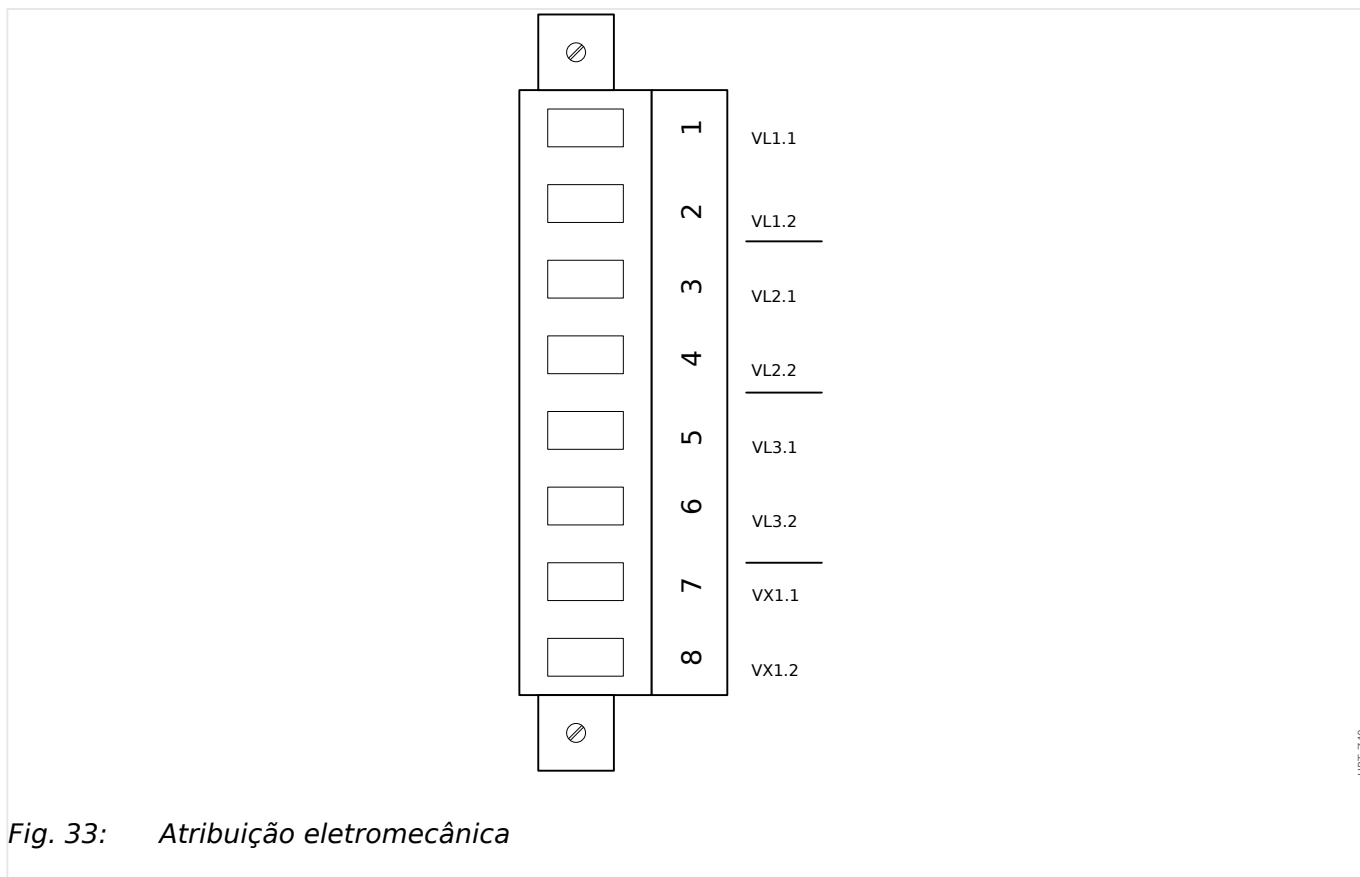 1 VL1.1
2 VL1.2
3 VL2.1
4 VL2.2
5 VL3.1
6 VL3.2
7 VX1.1
8 VX1.2
Fig. 33: Atribuição eletromecânica